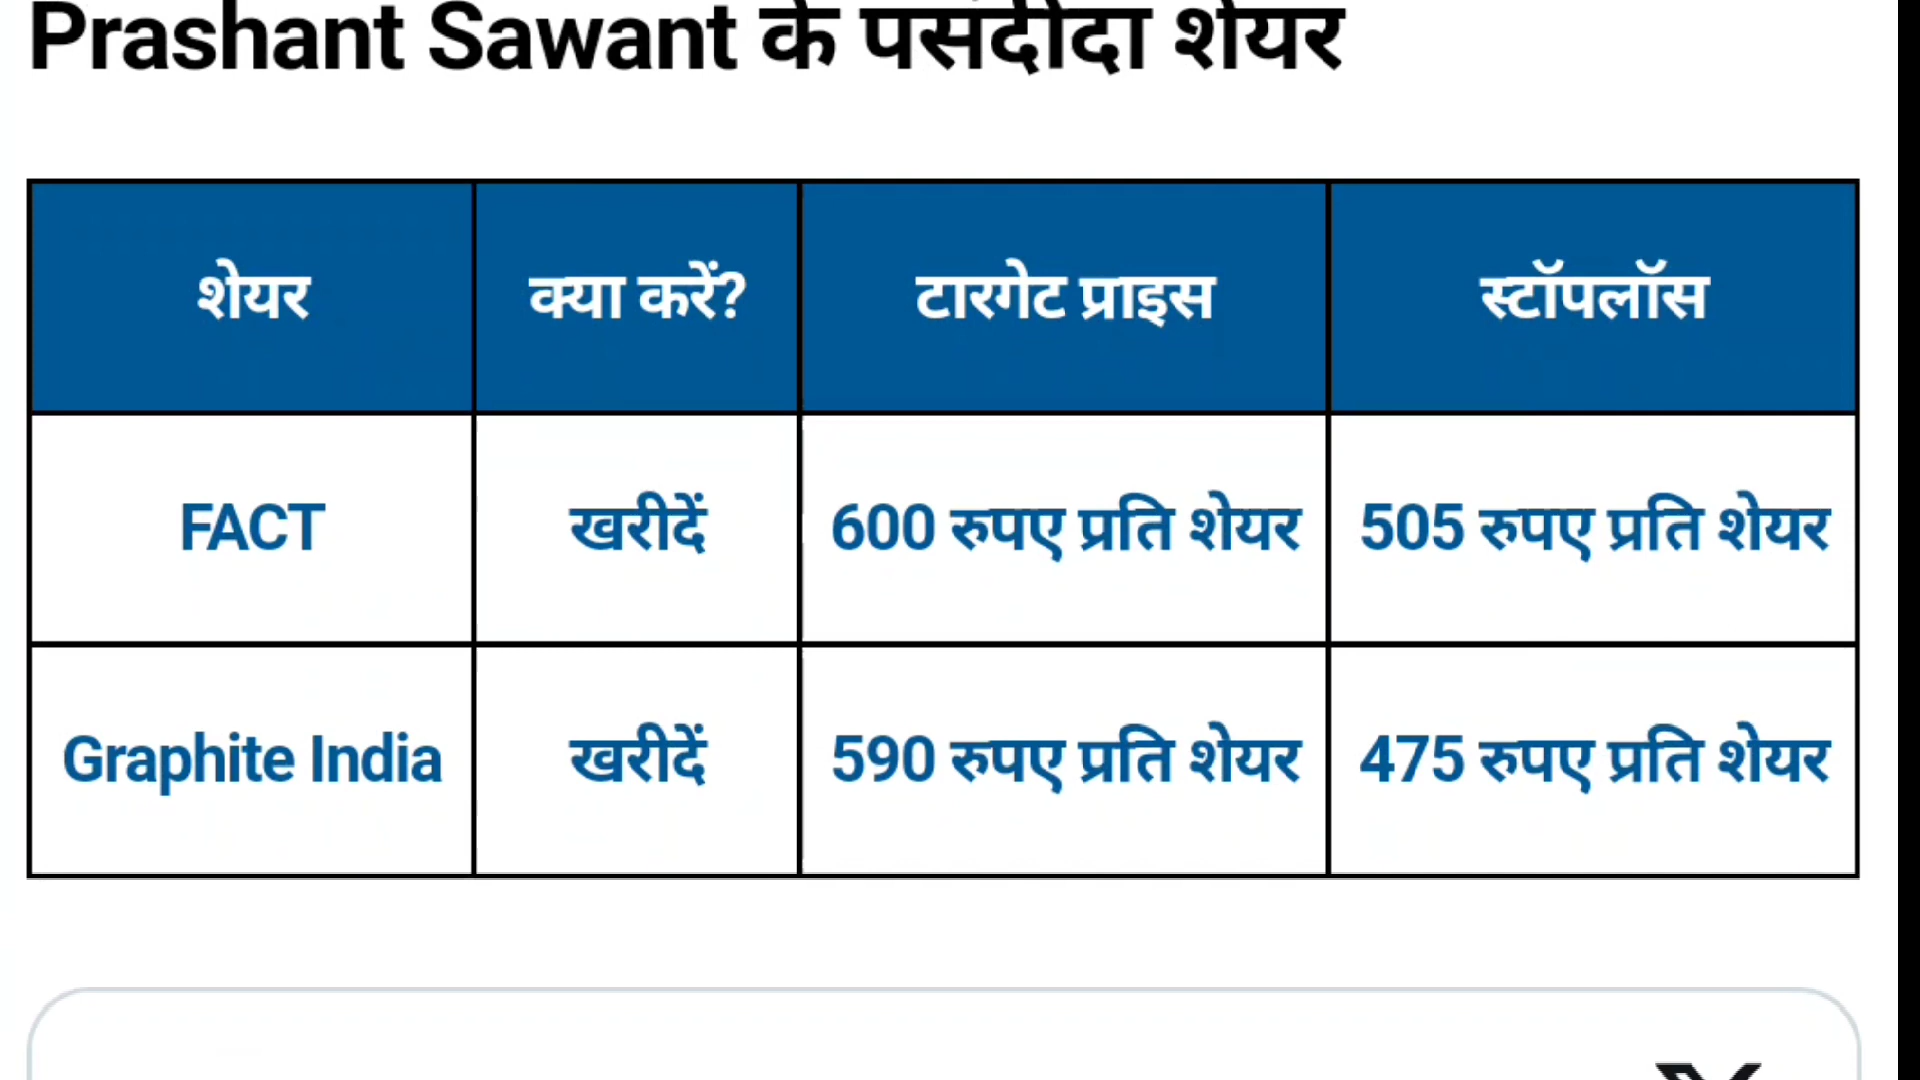 Prashant Sawant के पसंदीदा शेयर
शेयर क्या करें? टारगेट प्राइस स्टॉपलॉस
FACT खरीदें 600 रुपए प्रति शेयर 505 रुपए प्रति शेयर
Graphite India खरीदें 590 रुपए प्रति शेयर 475 रुपए प्रति शेयर